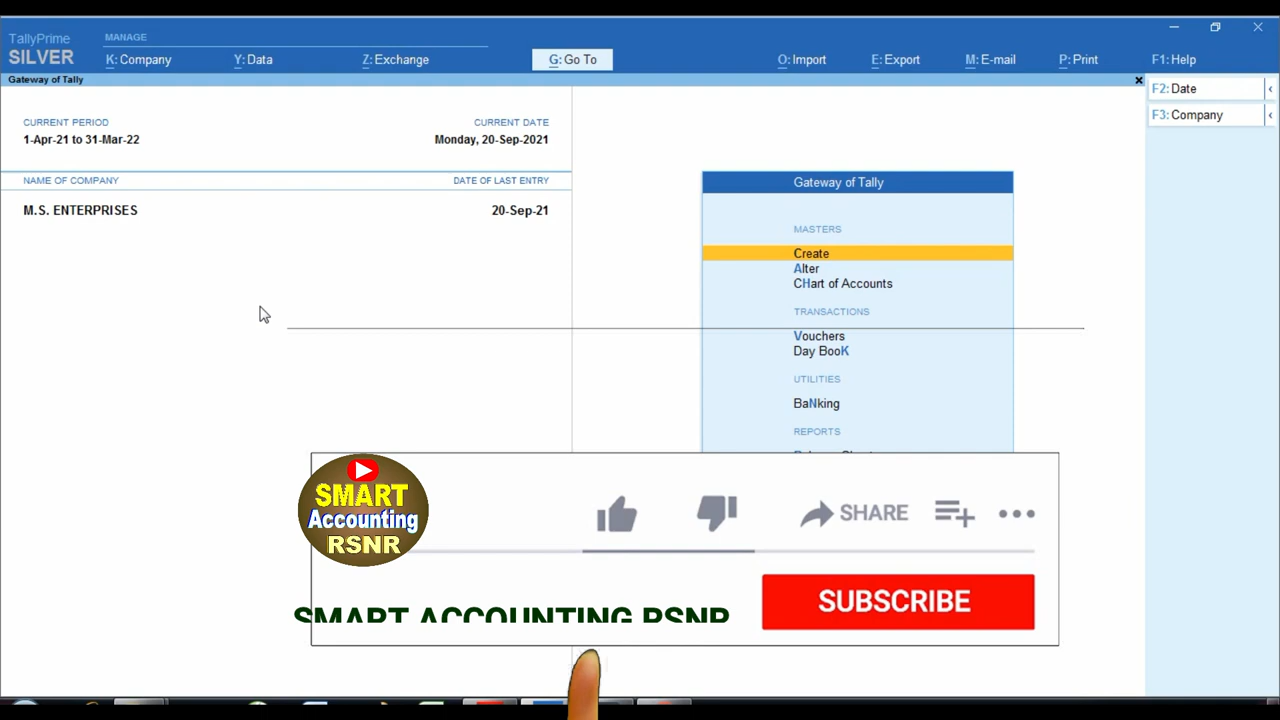 TallyPrime
MANAGE
SILVER
K: Company
Y: Data
Z: Exchange
G: Go To
O: Import
E: Export
M: E-mail
P: Print
F1: Help
Gateway of Tally
F2: Date
F3: Company
CURRENT PERIOD
CURRENT DATE
1-Apr-21 to 31-Mar-22
Monday, 20-Sep-2021
NAME OF COMPANY
DATE OF LAST ENTRY
M.S. ENTERPRISES
20-Sep-21
Gateway of Tally
MASTERS
Create
Alter
CHart of Accounts
TRANSACTIONS
Vouchers
Day BooK
UTILITIES
BaNking
REPORTS
SMART
Accounting
RSNR
SHARE
SMART ACCOUNTING RSNR
SUBSCRIBE